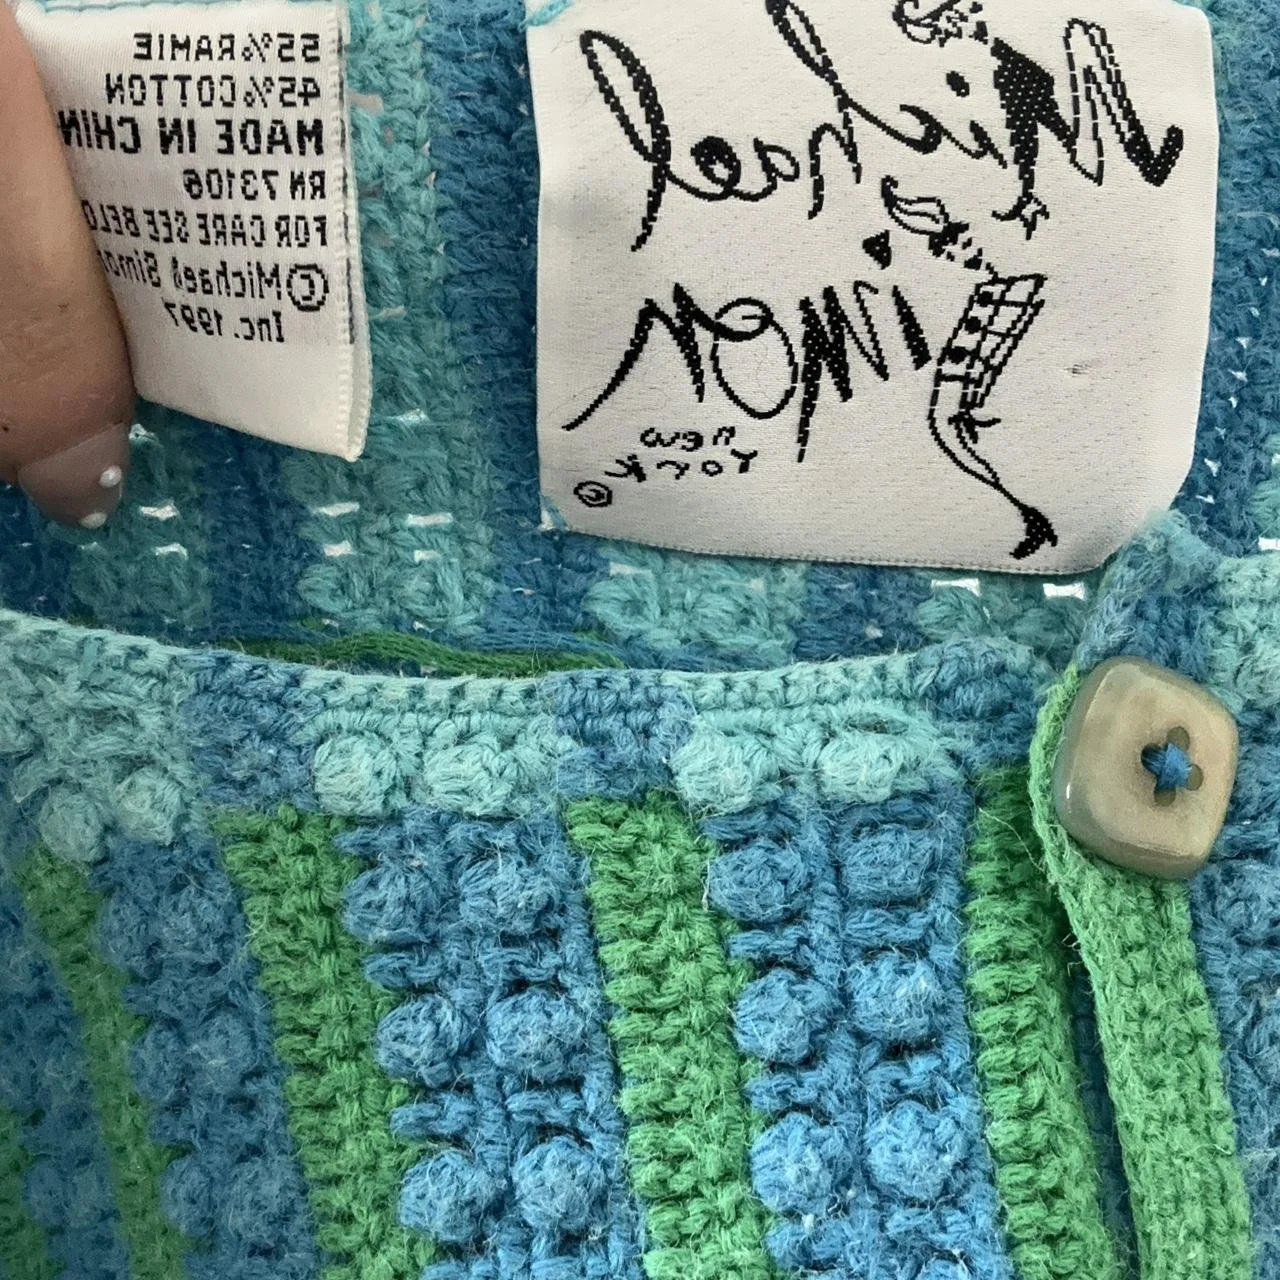 55% RAMIE
45% COTTON
MADE IN CHIN
RN 73106
FOR CARE SEE BELO
© Michael Simo
Inc. 1997
Michael
Simon
new
york
©